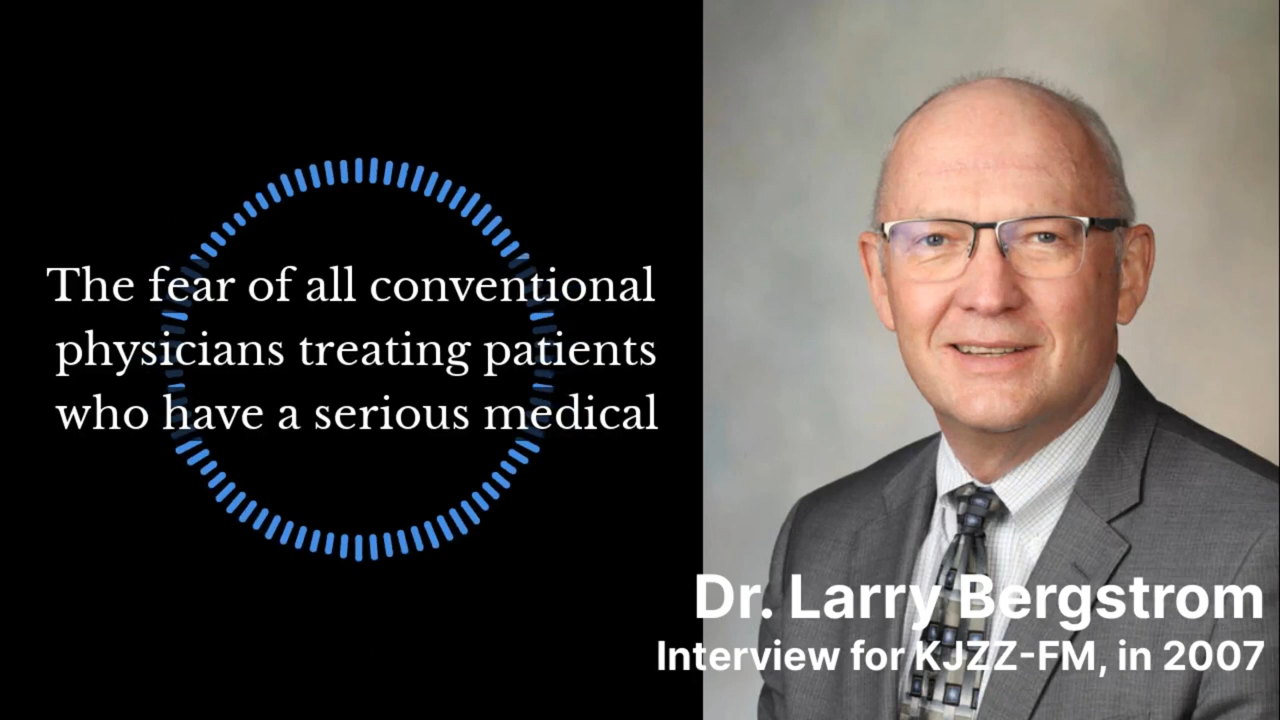 The fear of all conventional
physicians treating patients
who have a serious medical
Dr. Larry Bergstrom
Interview for KJZZ-FM, in 2007